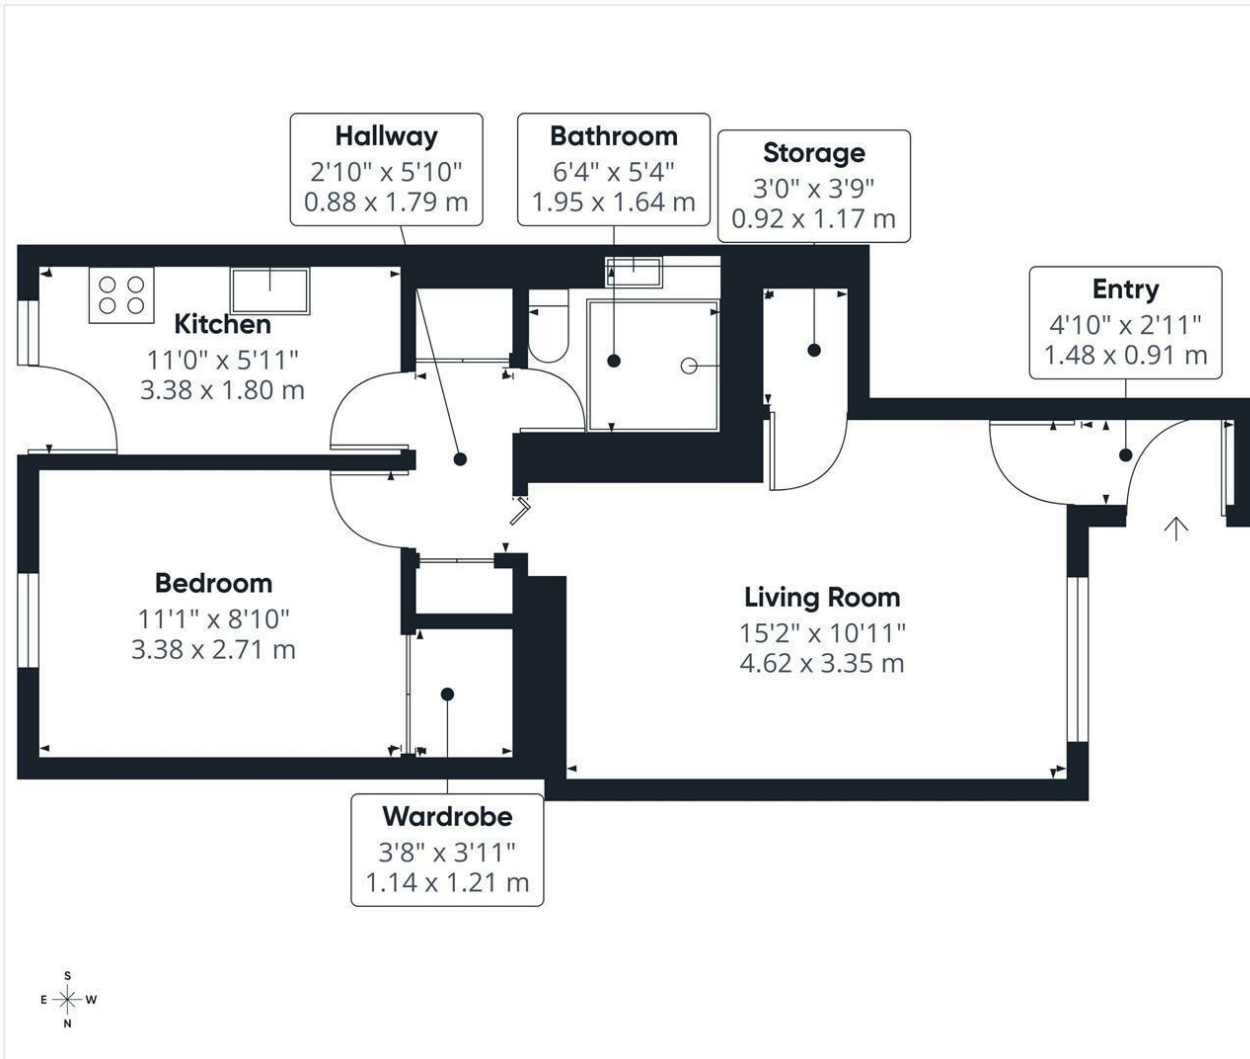 Hallway
2'10" x 5'10"
0.88 x 1.79 m
Bathroom
6'4" x 5'4"
1.95 x 1.64 m
Storage
3'0" x 3'9"
0.92 x 1.17 m
Entry
4'10" x 2'11"
1.48 x 0.91 m
Kitchen
11'0" x 5'11"
3.38 x 1.80 m
Bedroom
11'1" x 8'10"
3.38 x 2.71 m
Living Room
15'2" x 10'11"
4.62 x 3.35 m
Wardrobe
3'8" x 3'11"
1.14 x 1.21 m
S
E W
N